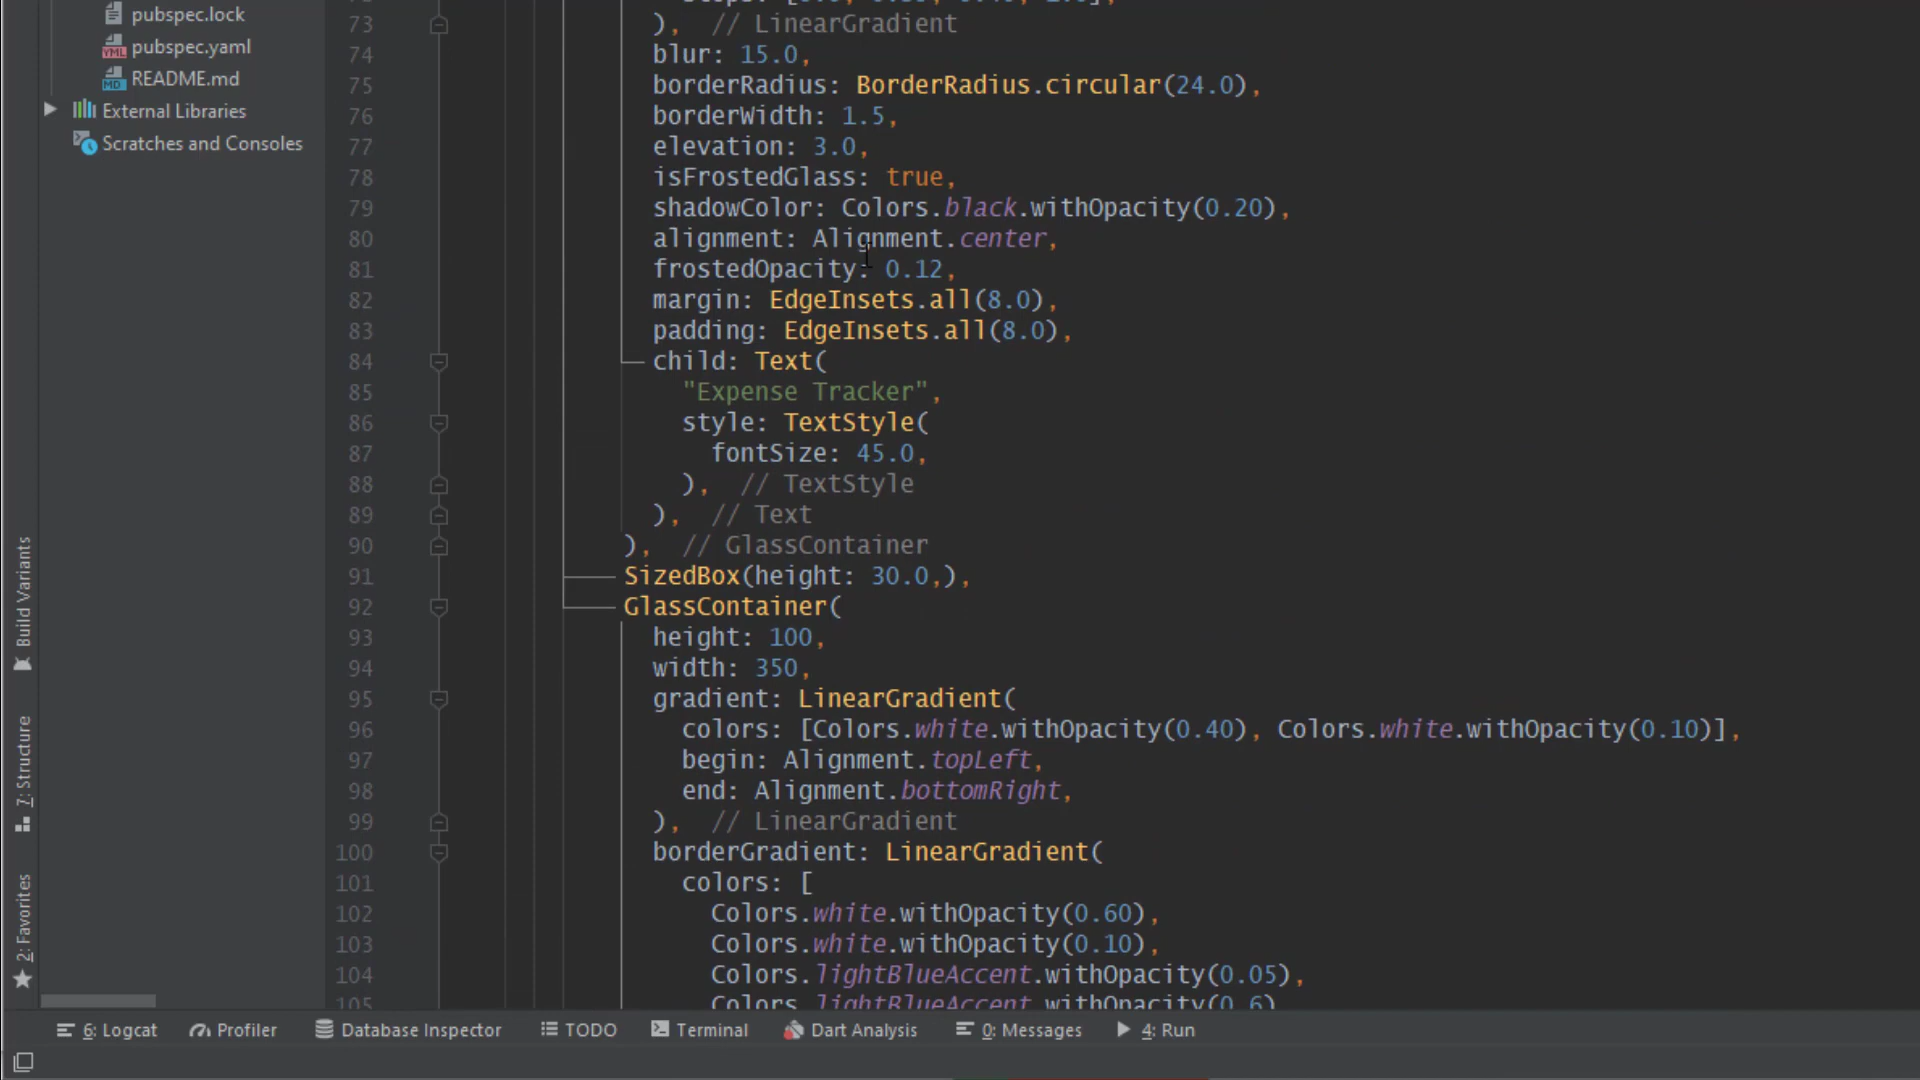 pubspec.lock
pubspec.yaml
README.md
External Libraries
Scratches and Consoles
73 ), // LinearGradient
74 blur: 15.0,
75 borderRadius: BorderRadius.circular(24.0),
76 borderWidth: 1.5,
77 elevation: 3.0,
78 isFrostedGlass: true,
79 shadowColor: Colors.black.withOpacity(0.20),
80 alignment: Alignment.center,
81 frostedOpacity: 0.12,
82 margin: EdgeInsets.all(8.0),
83 padding: EdgeInsets.all(8.0),
84 child: Text(
85 "Expense Tracker",
86 style: TextStyle(
87 fontSize: 45.0,
88 ), // TextStyle
89 ), // Text
90 ), // GlassContainer
91 SizedBox(height: 30.0,),
92 GlassContainer(
93 height: 100,
94 width: 350,
95 gradient: LinearGradient(
96 colors: [Colors.white.withOpacity(0.40), Colors.white.withOpacity(0.10)],
97 begin: Alignment.topLeft,
98 end: Alignment.bottomRight,
99 ), // LinearGradient
100 borderGradient: LinearGradient(
101 colors: [
102 Colors.white.withOpacity(0.60),
103 Colors.white.withOpacity(0.10),
104 Colors.lightBlueAccent.withOpacity(0.05),
105 Colors.lightBlueAccent.withOpacity(0.6)
Build Variants
7: Structure
2: Favorites
6: Logcat
Profiler
Database Inspector
TODO
Terminal
Dart Analysis
0: Messages
4: Run